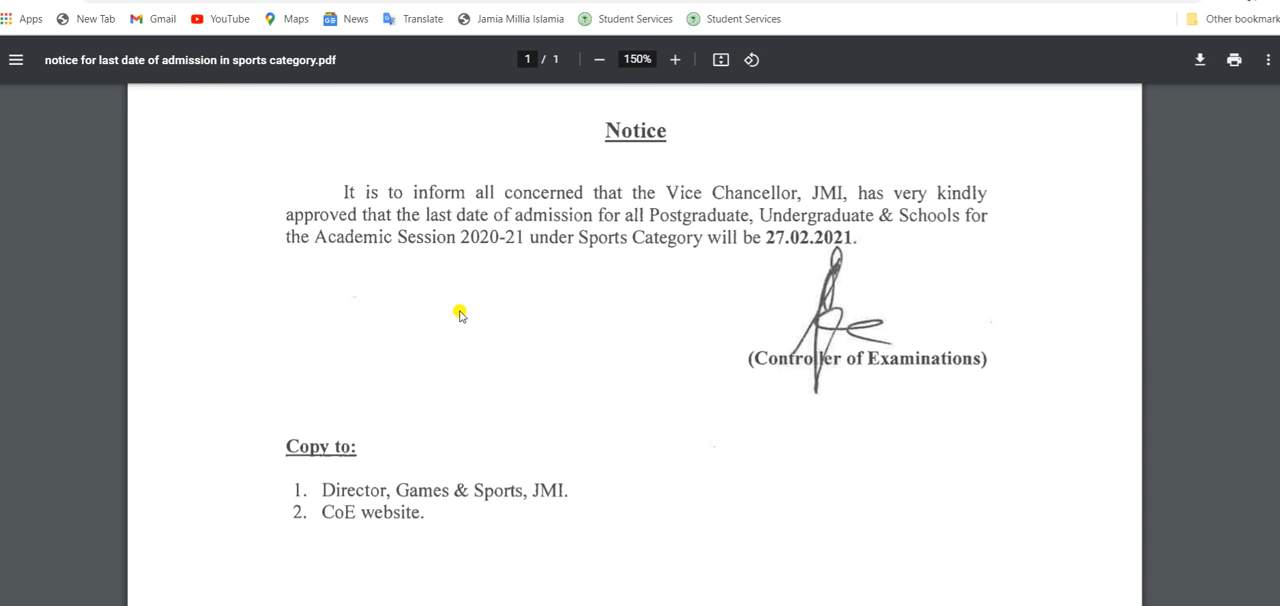 Apps New Tab Gmail YouTube Maps News Translate Jamia Millia Islamia Student Services Student Services Other bookmark
notice for last date of admission in sports category.pdf 1 / 1 150%
Notice
It is to inform all concerned that the Vice Chancellor, JMI, has very kindly
approved that the last date of admission for all Postgraduate, Undergraduate & Schools for
the Academic Session 2020-21 under Sports Category will be 27.02.2021.
(Controller of Examinations)
Copy to:
1. Director, Games & Sports, JMI.
2. CoE website.